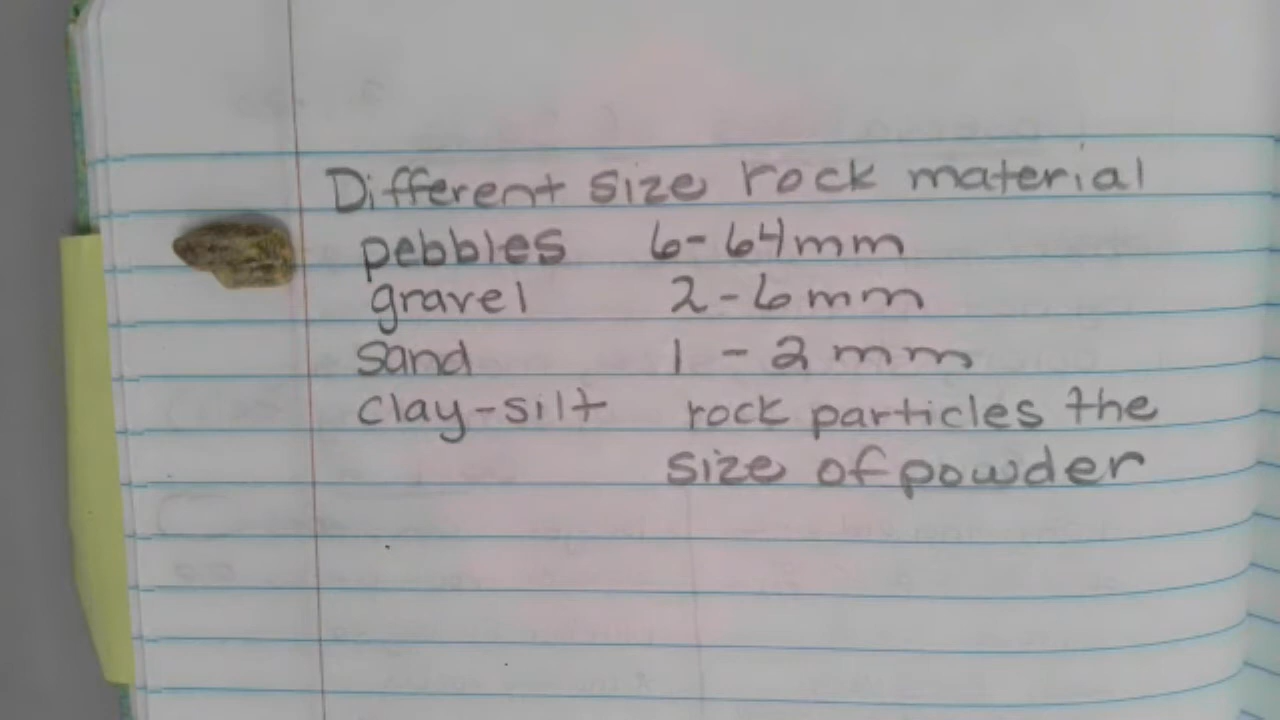 Different size rock material
pebbles 6-64mm
gravel 2-6mm
sand 1-2mm
clay-silt rock particles the
size of powder